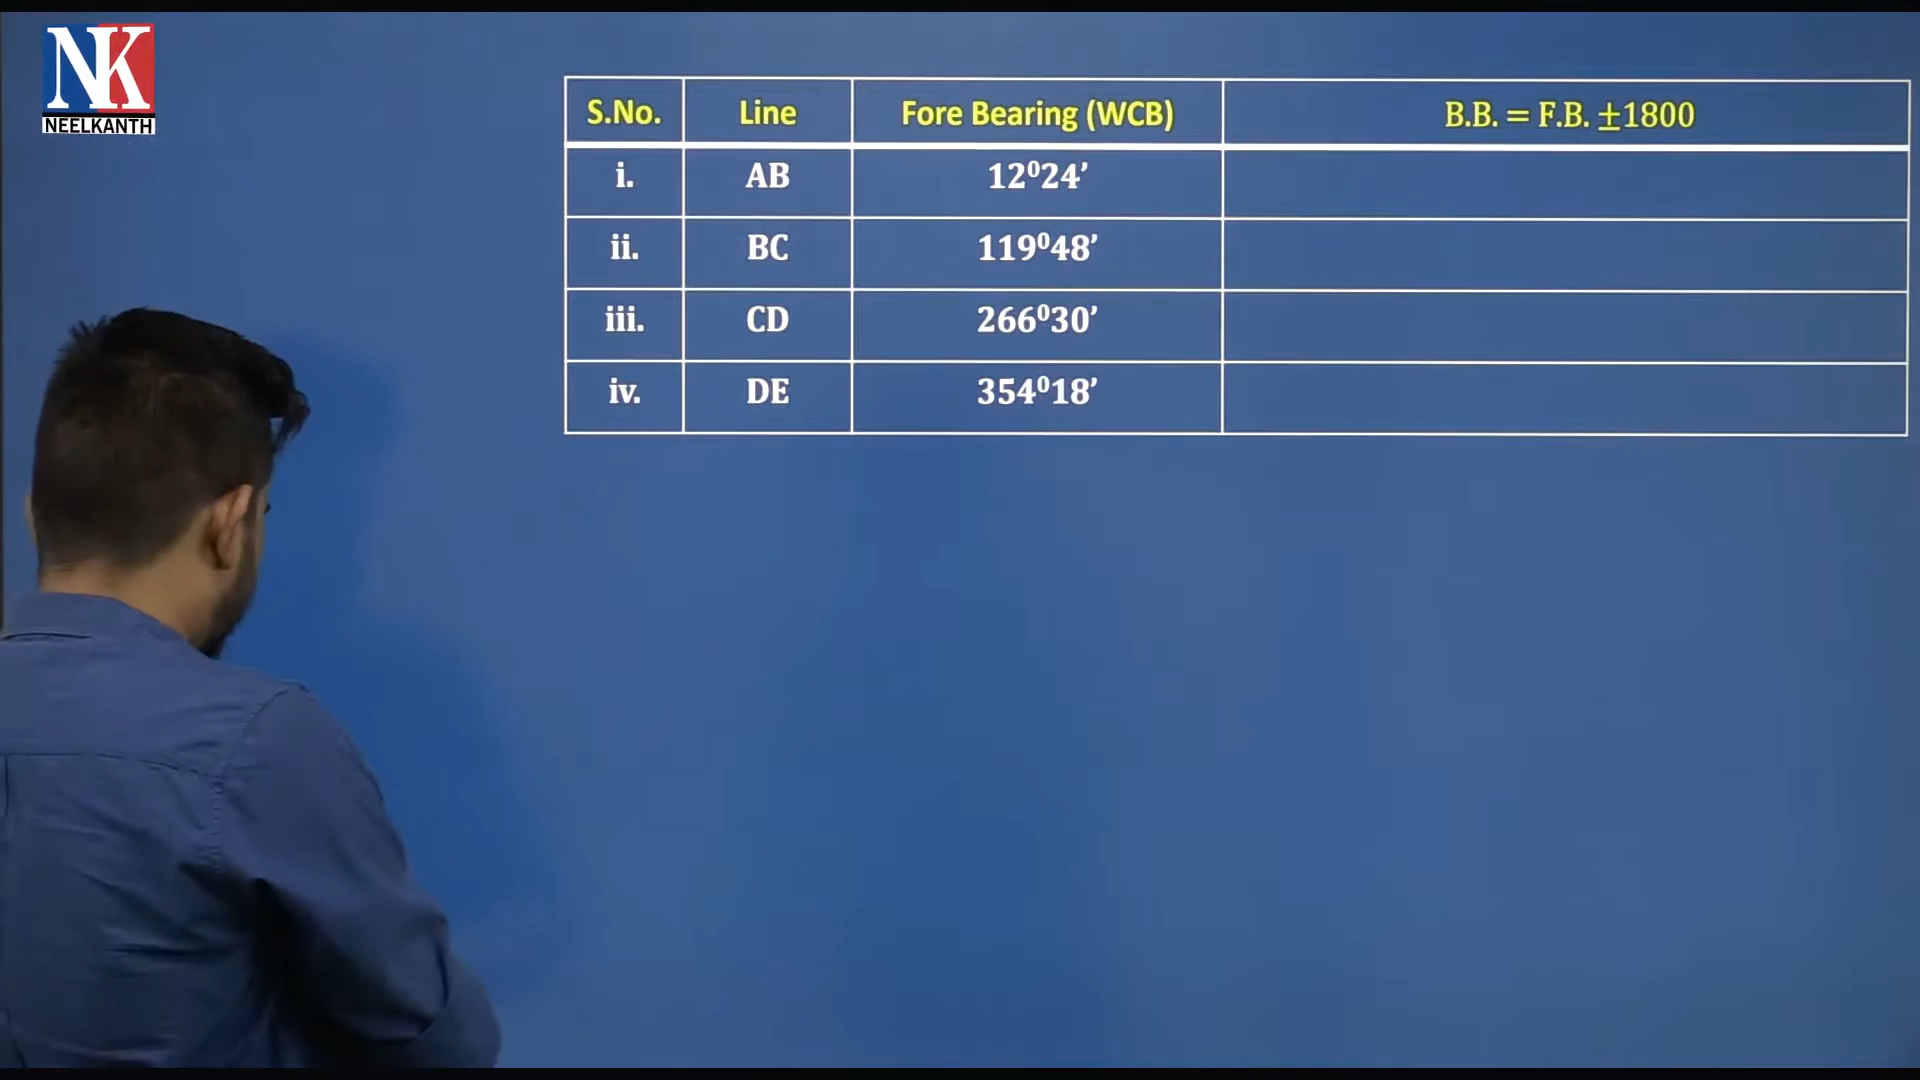 NK
NEELKANTH
S.No. Line Fore Bearing (WCB) B.B. = F.B. ±1800
i. AB 12⁰24’
ii. BC 119⁰48’
iii. CD 266⁰30’
iv. DE 354⁰18’